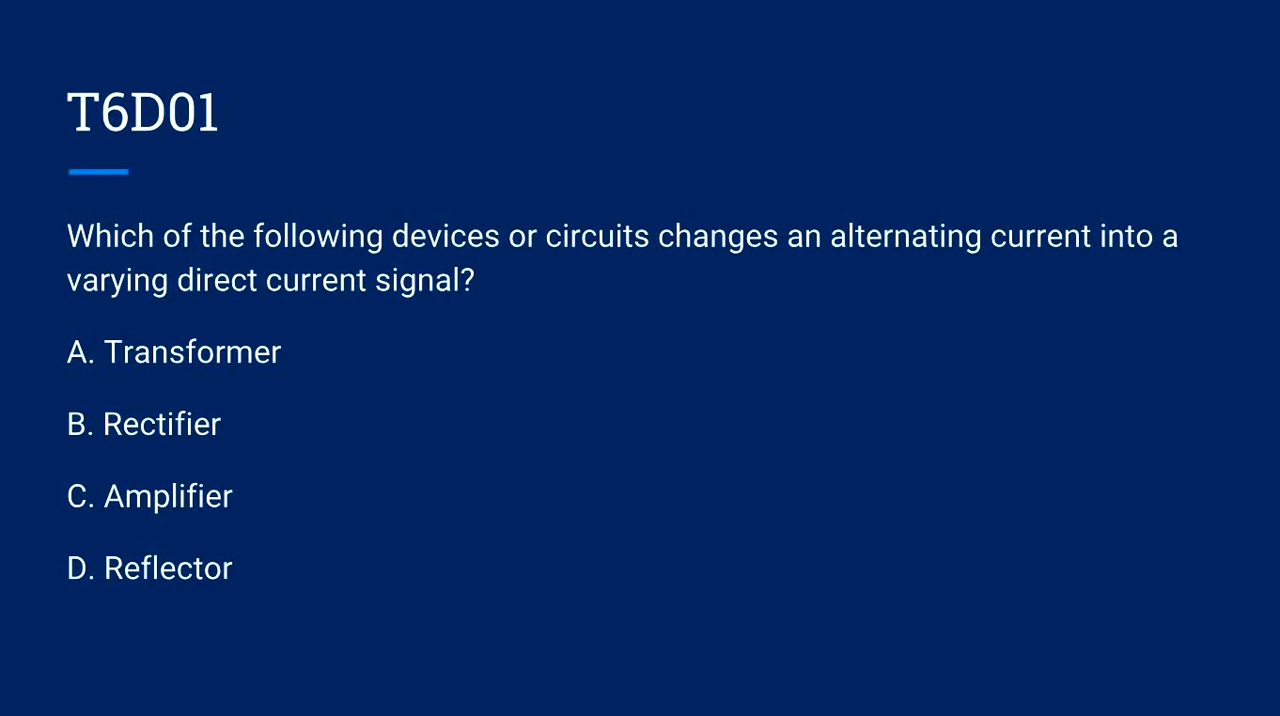 T6D01
Which of the following devices or circuits changes an alternating current into a
varying direct current signal?
A. Transformer
B. Rectifier
C. Amplifier
D. Reflector